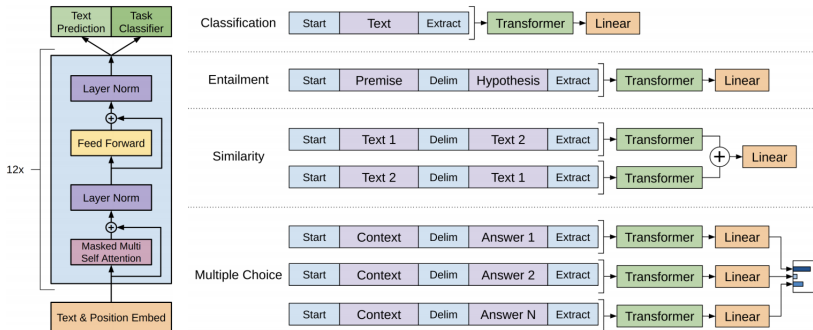 Text Prediction
Task Classifier
12x
Layer Norm
+
Feed Forward
Layer Norm
+
Masked Multi
Self Attention
Text & Position Embed
Classification
Start Text Extract Transformer Linear
Entailment
Start Premise Delim Hypothesis Extract Transformer Linear
Similarity
Start Text 1 Delim Text 2 Extract Transformer
+ Linear
Start Text 2 Delim Text 1 Extract Transformer
Multiple Choice
Start Context Delim Answer 1 Extract Transformer Linear
Start Context Delim Answer 2 Extract Transformer Linear
Start Context Delim Answer N Extract Transformer Linear